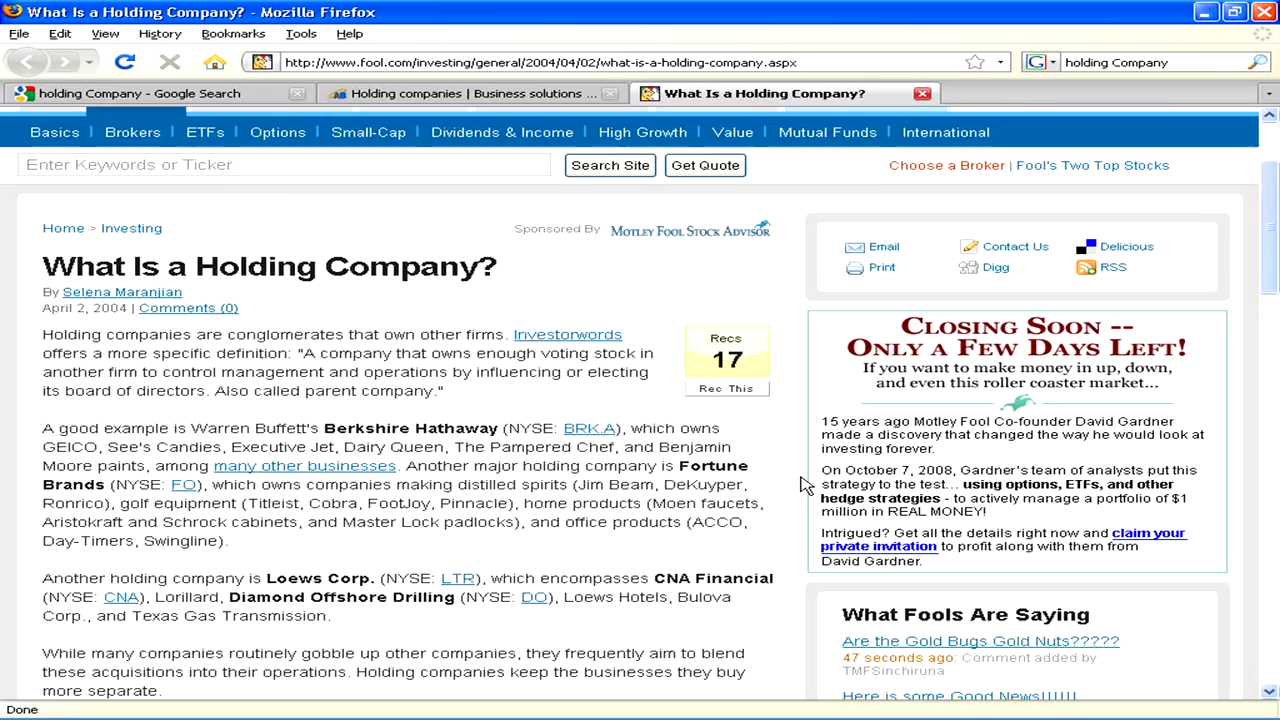 What Is a Holding Company? - Mozilla Firefox
File Edit View History Bookmarks Tools Help
http://www.fool.com/investing/general/2004/04/02/what-is-a-holding-company.aspx
G holding Company
holding Company - Google Search
Holding companies | Business solutions ...
What Is a Holding Company?
Basics | Brokers | ETFs | Options | Small-Cap | Dividends & Income | High Growth | Value | Mutual Funds | International
Enter Keywords or Ticker
Search Site
Get Quote
Choose a Broker | Fool's Two Top Stocks
Home > Investing
Sponsored By MOTLEY FOOL STOCK ADVISOR
What Is a Holding Company?
By Selena Maranjian
April 2, 2004 | Comments (0)
Holding companies are conglomerates that own other firms. Investorwords
offers a more specific definition: "A company that owns enough voting stock in
another firm to control management and operations by influencing or electing
its board of directors. Also called parent company."
Recs
17
Rec This
A good example is Warren Buffett's Berkshire Hathaway (NYSE: BRK.A), which owns
GEICO, See's Candies, Executive Jet, Dairy Queen, The Pampered Chef, and Benjamin
Moore paints, among many other businesses. Another major holding company is Fortune
Brands (NYSE: FO), which owns companies making distilled spirits (Jim Beam, DeKuyper,
Ronrico), golf equipment (Titleist, Cobra, FootJoy, Pinnacle), home products (Moen faucets,
Aristokraft and Schrock cabinets, and Master Lock padlocks), and office products (ACCO,
Day-Timers, Swingline).
Another holding company is Loews Corp. (NYSE: LTR), which encompasses CNA Financial
(NYSE: CNA), Lorillard, Diamond Offshore Drilling (NYSE: DO), Loews Hotels, Bulova
Corp., and Texas Gas Transmission.
While many companies routinely gobble up other companies, they frequently aim to blend
these acquisitions into their operations. Holding companies keep the businesses they buy
more separate.
Email
Contact Us
Delicious
Print
Digg
RSS
CLOSING SOON --
ONLY A FEW DAYS LEFT!
If you want to make money in up, down,
and even this roller coaster market...
15 years ago Motley Fool Co-founder David Gardner
made a discovery that changed the way he would look at
investing forever.
On October 7, 2008, Gardner's team of analysts put this
strategy to the test... using options, ETFs, and other
hedge strategies - to actively manage a portfolio of $1
million in REAL MONEY!
Intrigued? Get all the details right now and claim your
private invitation to profit along with them from
David Gardner.
What Fools Are Saying
Are the Gold Bugs Gold Nuts?????
47 seconds ago: Comment added by
TMFSinchiruna
Here is some Good News!!!!!!
Done